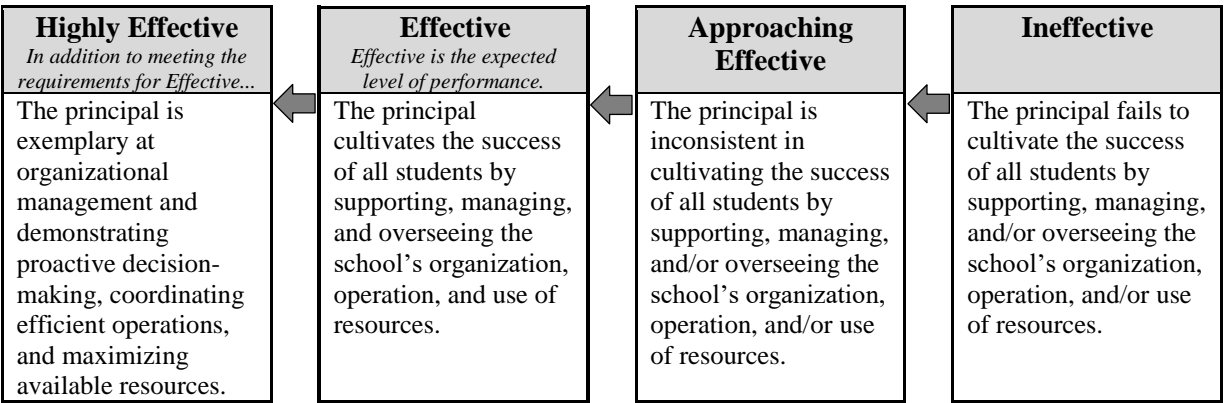 Highly Effective
In addition to meeting the
requirements for Effective...
The principal is
exemplary at
organizational
management and
demonstrating
proactive decision-
making, coordinating
efficient operations,
and maximizing
available resources.
Effective
Effective is the expected
level of performance.
The principal
cultivates the success
of all students by
supporting, managing,
and overseeing the
school’s organization,
operation, and use of
resources.
Approaching
Effective
The principal is
inconsistent in
cultivating the success
of all students by
supporting, managing,
and/or overseeing the
school’s organization,
operation, and/or use
of resources.
Ineffective
The principal fails to
cultivate the success
of all students by
supporting, managing,
and/or overseeing the
school’s organization,
operation, and/or use
of resources.